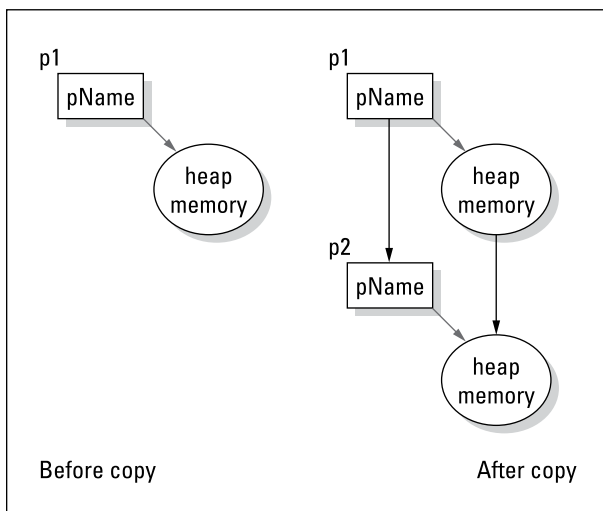 p1
pName
heap
memory
p1
pName
heap
memory
p2
pName
heap
memory
Before copy
After copy